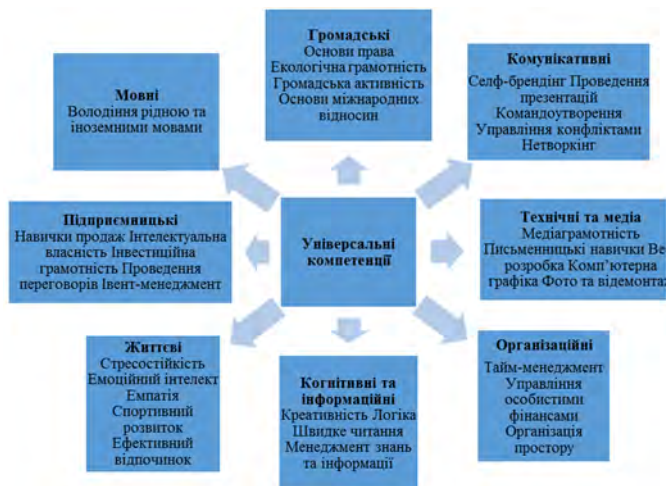 Громадські
Основи права
Екологічна грамотність
Громадська активність
Основи міжнародних
відносин
Мовні
Володіння рідною та
іноземними мовами
Комунікативні
Селф-брендінг Проведення
презентацій
Командоутворення
Управління конфліктами
Нетворкінг
Підприємницькі
Навички продаж Інтелектуальна
власність Інвестиційна
грамотність Проведення
переговорів Івент-менеджмент
Універсальні
компетенції
Технічні та медіа
Медіаграмотність
Письменницькі навички
розробка Комп’ютерна
графіка Фото та відемонтаж
Життєві
Стресостійкість
Емоційний інтелект
Емпатія
Спортивний
розвиток
Ефективний
відпочинок
Когнітивні та
інформаційні
Креативність Логіка
Швидке читання
Менеджмент знань
та інформації
Організаційні
Тайм-менеджмент
Управління
особистими
фінансами
Організація
простору